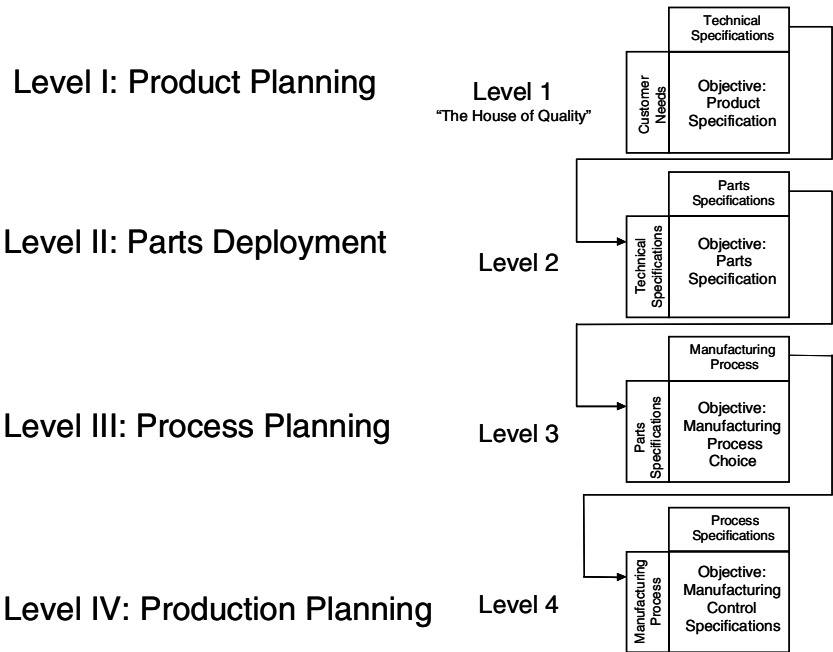 Technical
Specifications
Level I: Product Planning
Level 1
“The House of Quality”
Customer
Needs
Objective:
Product
Specification
Parts
Specifications
Level II: Parts Deployment
Level 2
Technical
Specifications
Objective:
Parts
Specification
Manufacturing
Process
Level III: Process Planning
Level 3
Parts
Specifications
Objective:
Manufacturing
Process
Choice
Process
Specifications
Level IV: Production Planning
Level 4
Manufacturing
Process
Objective:
Manufacturing
Control
Specifications